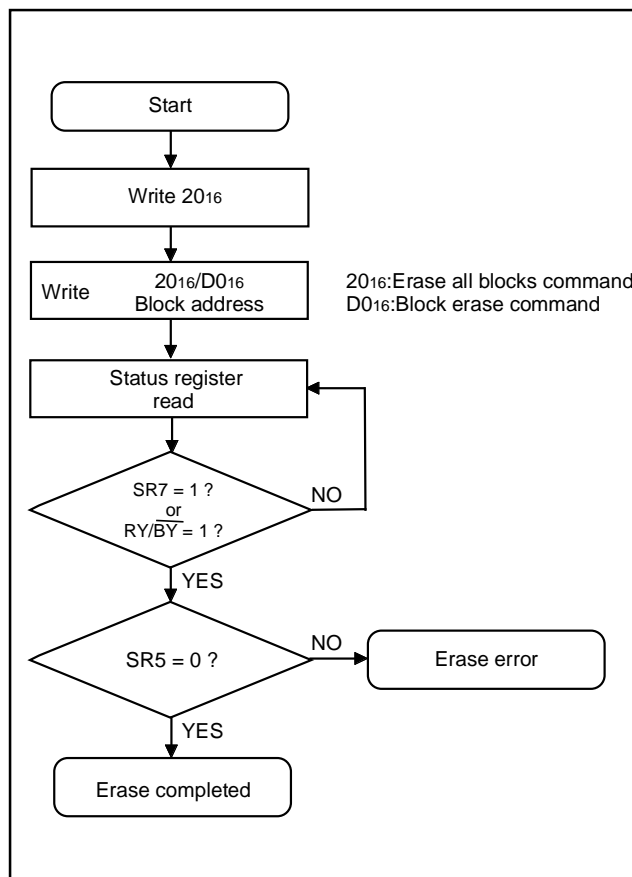 Start
Write 2016
Write 2016/D016
Block address
2016:Erase all blocks command
D016:Block erase command
Status register
read
SR7 = 1 ?
or
RY/B̅Y̅ = 1 ?
NO
YES
SR5 = 0 ?
NO
Erase error
YES
Erase completed